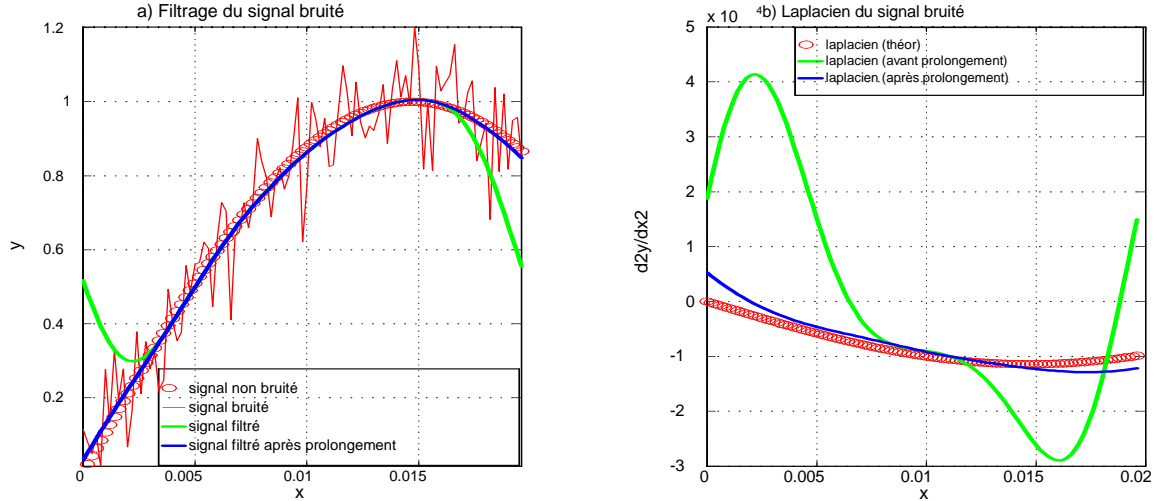 a) Filtrage du signal bruité
1.2
1
0.8
0.6
0.4
0.2
y
0
0.005
0.01
0.015
x
signal non bruité
signal bruité
signal filtré
signal filtré après prolongement
x 10
4b) Laplacien du signal bruité
5
4
3
2
1
0
-1
-2
-3
d2y/dx2
0
0.005
0.01
0.015
0.02
x
laplacien (théor)
laplacien (avant prolongement)
laplacien (après prolongement)